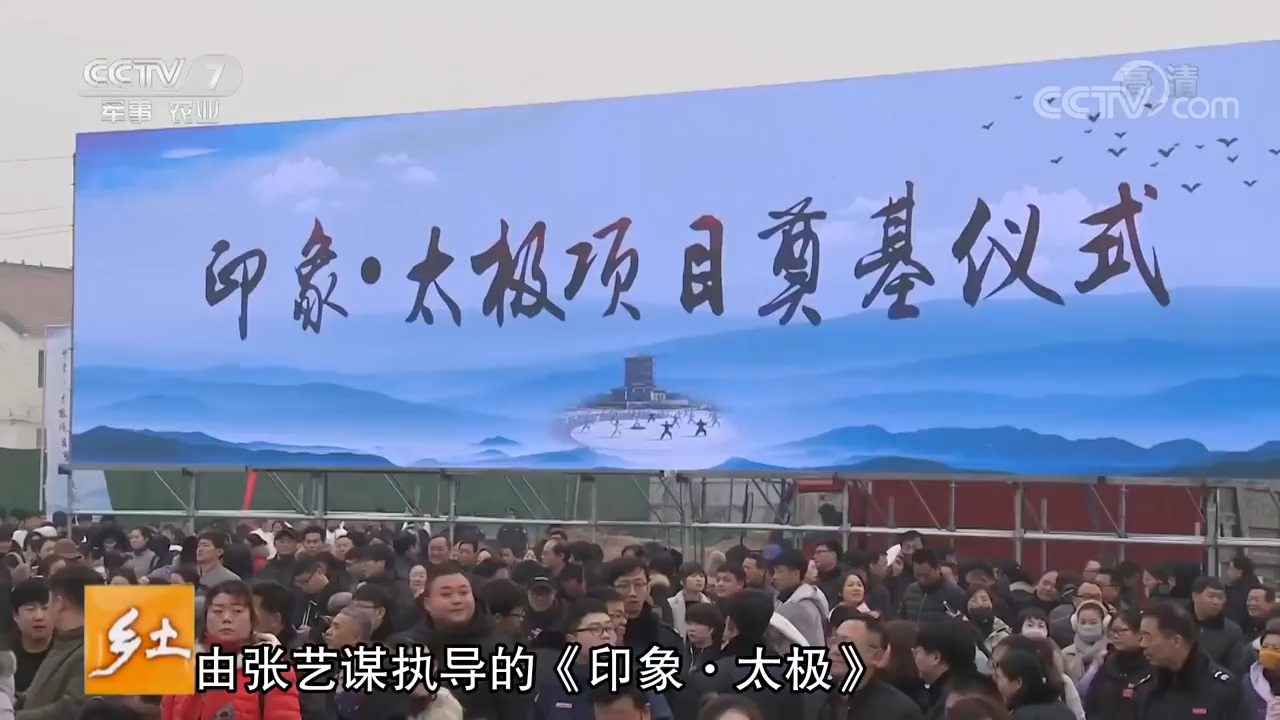 CCTV 7
军事 农业
高清
CCTV.com
印象·太极项目奠基仪式
乡土
由张艺谋执导的《印象·太极》